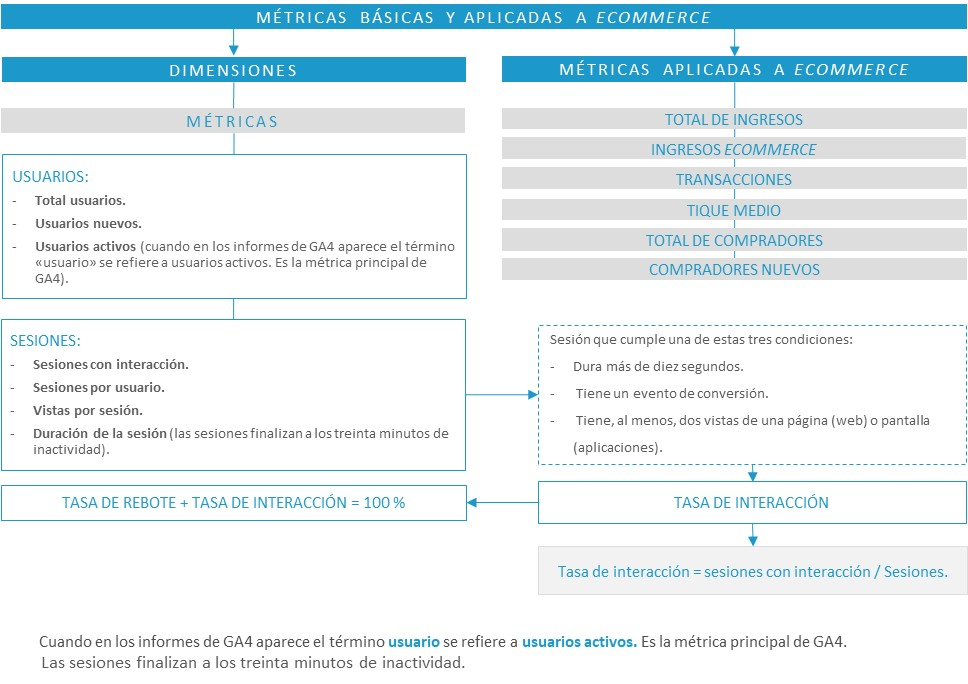 MÉTRICAS BÁSICAS Y APLICADAS A ECOMMERCE
DIMENSIONES
MÉTRICAS
USUARIOS:
- Total usuarios.
- Usuarios nuevos.
- Usuarios activos (cuando en los informes de GA4 aparece el término
«usuario» se refiere a usuarios activos. Es la métrica principal de
GA4).
SESIONES:
- Sesiones con interacción.
- Sesiones por usuario.
- Vistas por sesión.
- Duración de la sesión (las sesiones finalizan a los treinta minutos de
inactividad).
TASA DE REBOTE + TASA DE INTERACCIÓN = 100 %
MÉTRICAS APLICADAS A ECOMMERCE
TOTAL DE INGRESOS
INGRESOS ECOMMERCE
TRANSACCIONES
TIQUE MEDIO
TOTAL DE COMPRADORES
COMPRADORES NUEVOS
Sesión que cumple una de estas tres condiciones:
- Dura más de diez segundos.
- Tiene un evento de conversión.
- Tiene, al menos, dos vistas de una página (web) o pantalla
(aplicaciones).
TASA DE INTERACCIÓN
Tasa de interacción = sesiones con interacción / Sesiones.
Cuando en los informes de GA4 aparece el término usuario se refiere a usuarios activos. Es la métrica principal de GA4.
Las sesiones finalizan a los treinta minutos de inactividad.